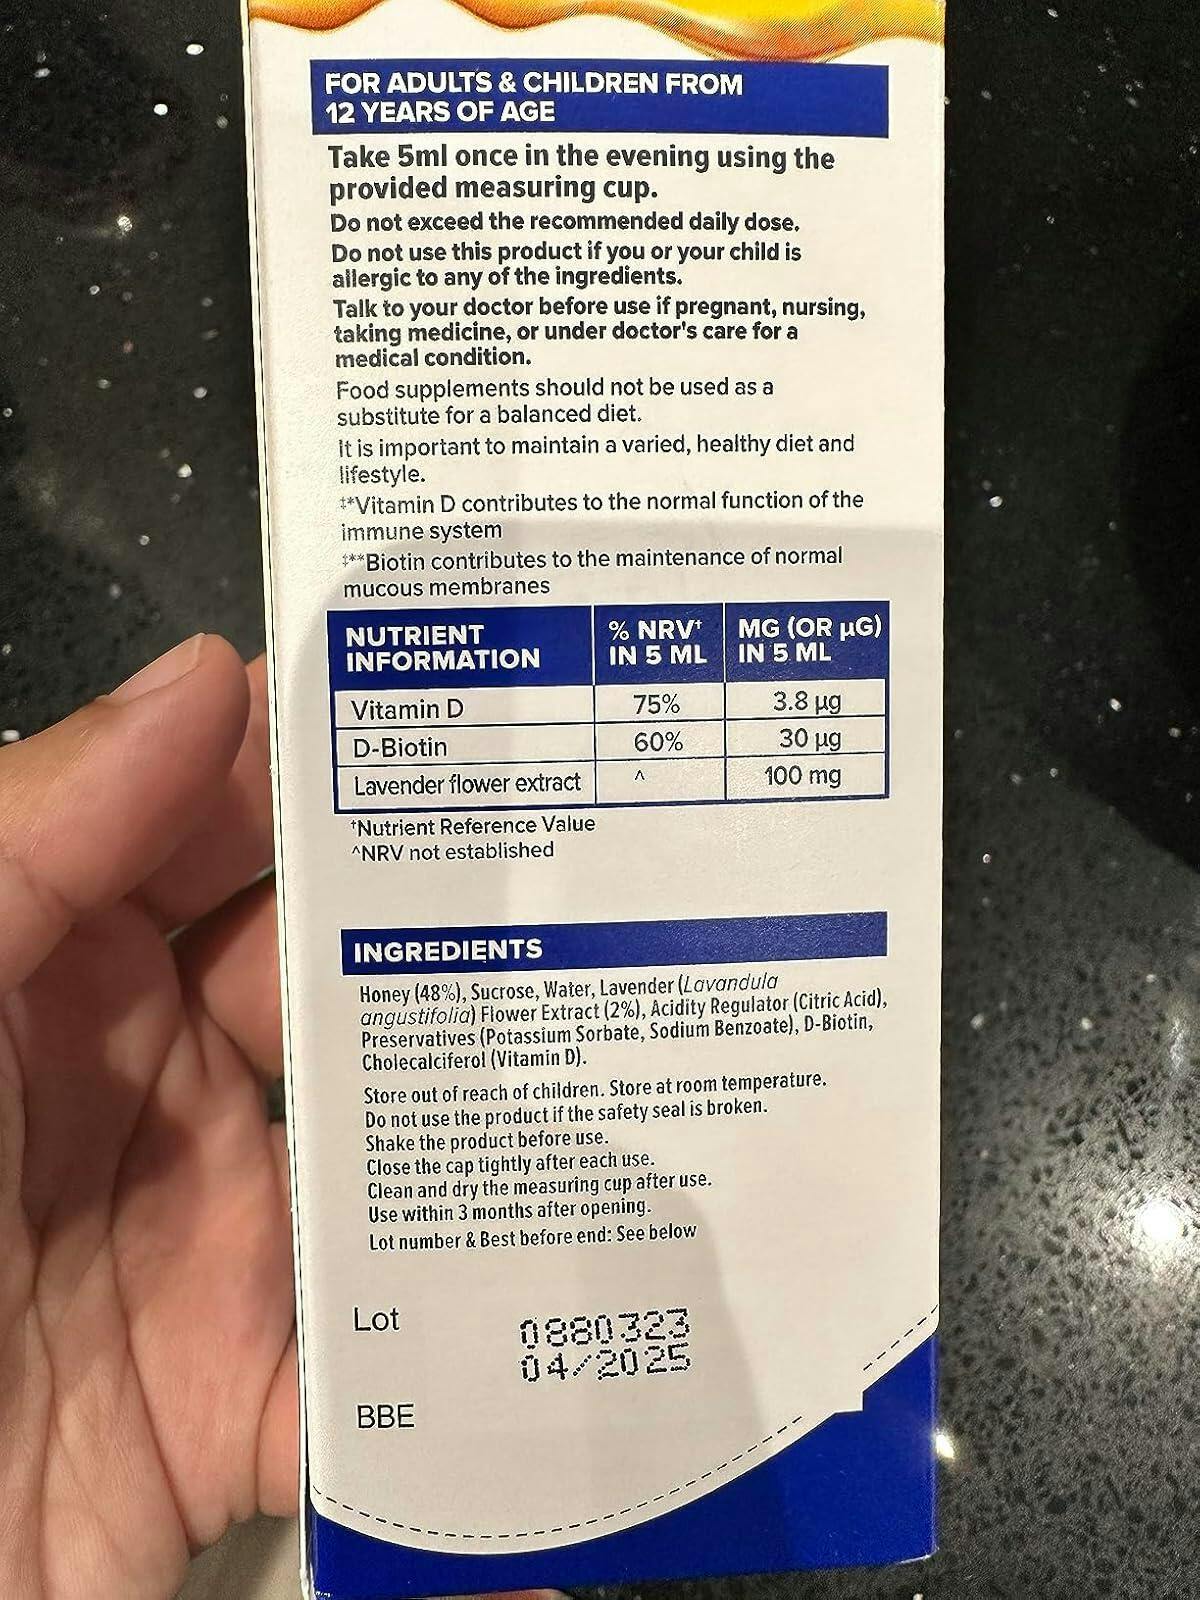 FOR ADULTS & CHILDREN FROM
12 YEARS OF AGE
Take 5ml once in the evening using the
provided measuring cup.
Do not exceed the recommended daily dose.
Do not use this product if you or your child is
allergic to any of the ingredients.
Talk to your doctor before use if pregnant, nursing,
taking medicine, or under doctor's care for a
medical condition.
Food supplements should not be used as a
substitute for a balanced diet.
It is important to maintain a varied, healthy diet and
lifestyle.
‡*Vitamin D contributes to the normal function of the
immune system
‡**Biotin contributes to the maintenance of normal
mucous membranes
NUTRIENT INFORMATION % NRV† IN 5 ML MG (OR µG) IN 5 ML
Vitamin D 75% 3.8 µg
D-Biotin 60% 30 µg
Lavender flower extract ^ 100 mg
†Nutrient Reference Value
^NRV not established
INGREDIENTS
Honey (48%), Sucrose, Water, Lavender (Lavandula
angustifolia) Flower Extract (2%), Acidity Regulator (Citric Acid),
Preservatives (Potassium Sorbate, Sodium Benzoate), D-Biotin,
Cholecalciferol (Vitamin D).
Store out of reach of children. Store at room temperature.
Do not use the product if the safety seal is broken.
Shake the product before use.
Close the cap tightly after each use.
Clean and dry the measuring cup after use.
Use within 3 months after opening.
Lot number & Best before end: See below
Lot 0880323
04/2025
BBE